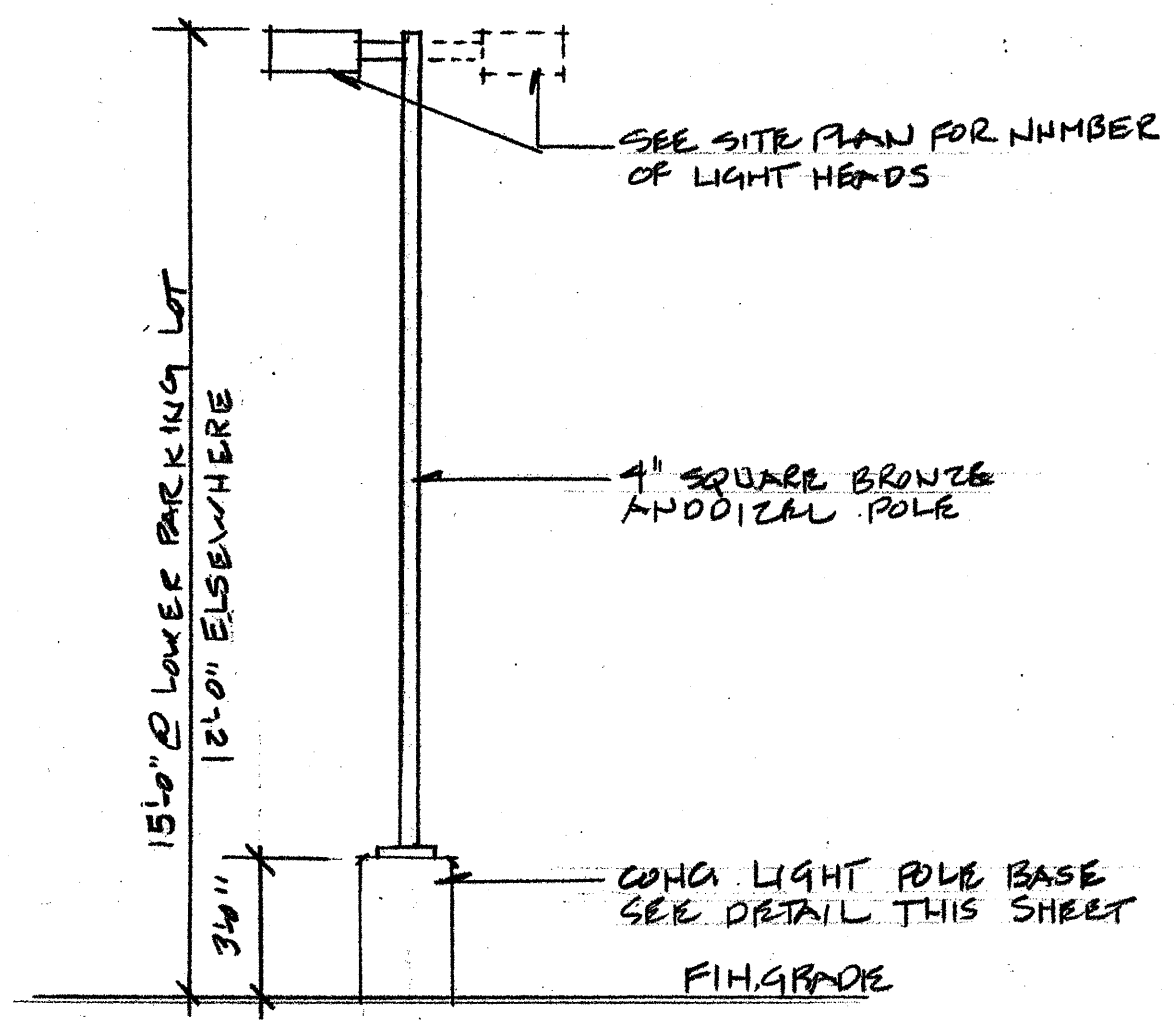 SEE SITE PLAN FOR NUMBER
OF LIGHT HEADS
15'-0" @ LOWER PARKING LOT
12'-0" ELSEWHERE
4" SQUARE BRONZE
ANODIZED POLE
3'-0"
CONC. LIGHT POLE BASE
SEE DETAIL THIS SHEET
FIN. GRADE